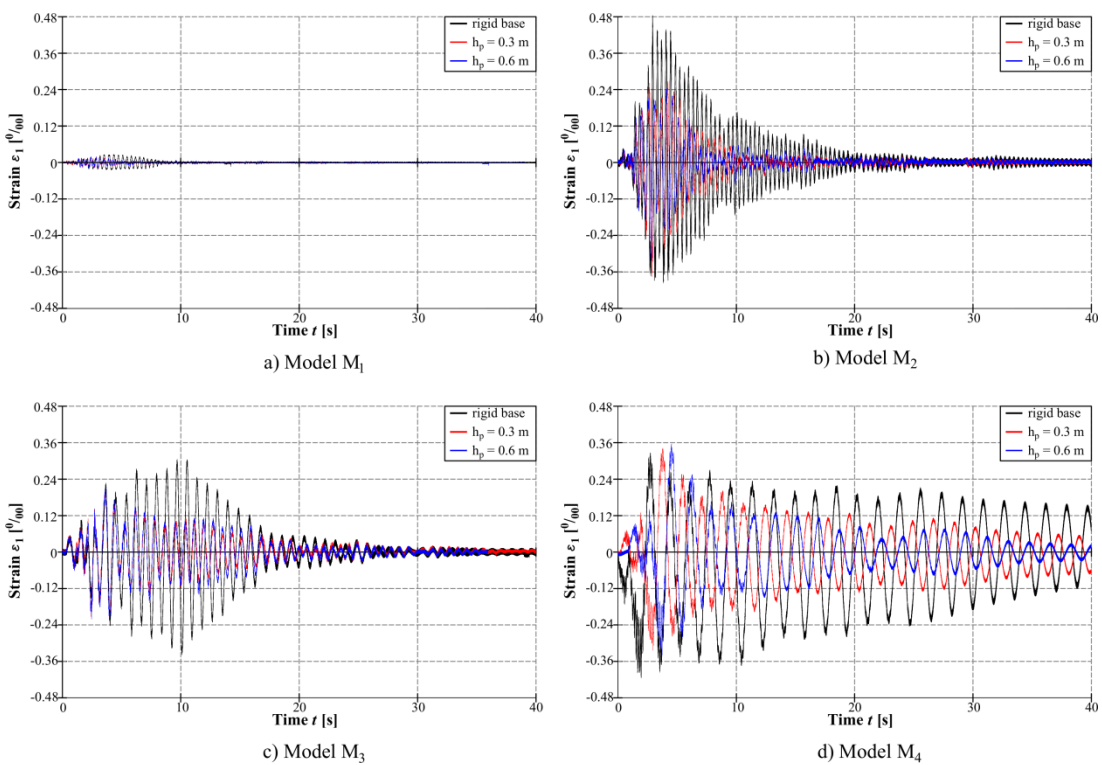 0.48
0.36
0.24
0.12
0
-0.12
-0.24
-0.36
-0.48
Strain ε₁ [⁰/₀₀]
rigid base
hₚ = 0.3 m
hₚ = 0.6 m
0 10 20 30 40
Time t [s]
a) Model M₁
0.48
0.36
0.24
0.12
0
-0.12
-0.24
-0.36
-0.48
Strain ε₁ [⁰/₀₀]
rigid base
hₚ = 0.3 m
hₚ = 0.6 m
0 10 20 30 40
Time t [s]
b) Model M₂
0.48
0.36
0.24
0.12
0
-0.12
-0.24
-0.36
-0.48
Strain ε₁ [⁰/₀₀]
rigid base
hₚ = 0.3 m
hₚ = 0.6 m
0 10 20 30 40
Time t [s]
c) Model M₃
0.48
0.36
0.24
0.12
0
-0.12
-0.24
-0.36
-0.48
Strain ε₁ [⁰/₀₀]
rigid base
hₚ = 0.3 m
hₚ = 0.6 m
0 10 20 30 40
Time t [s]
d) Model M₄